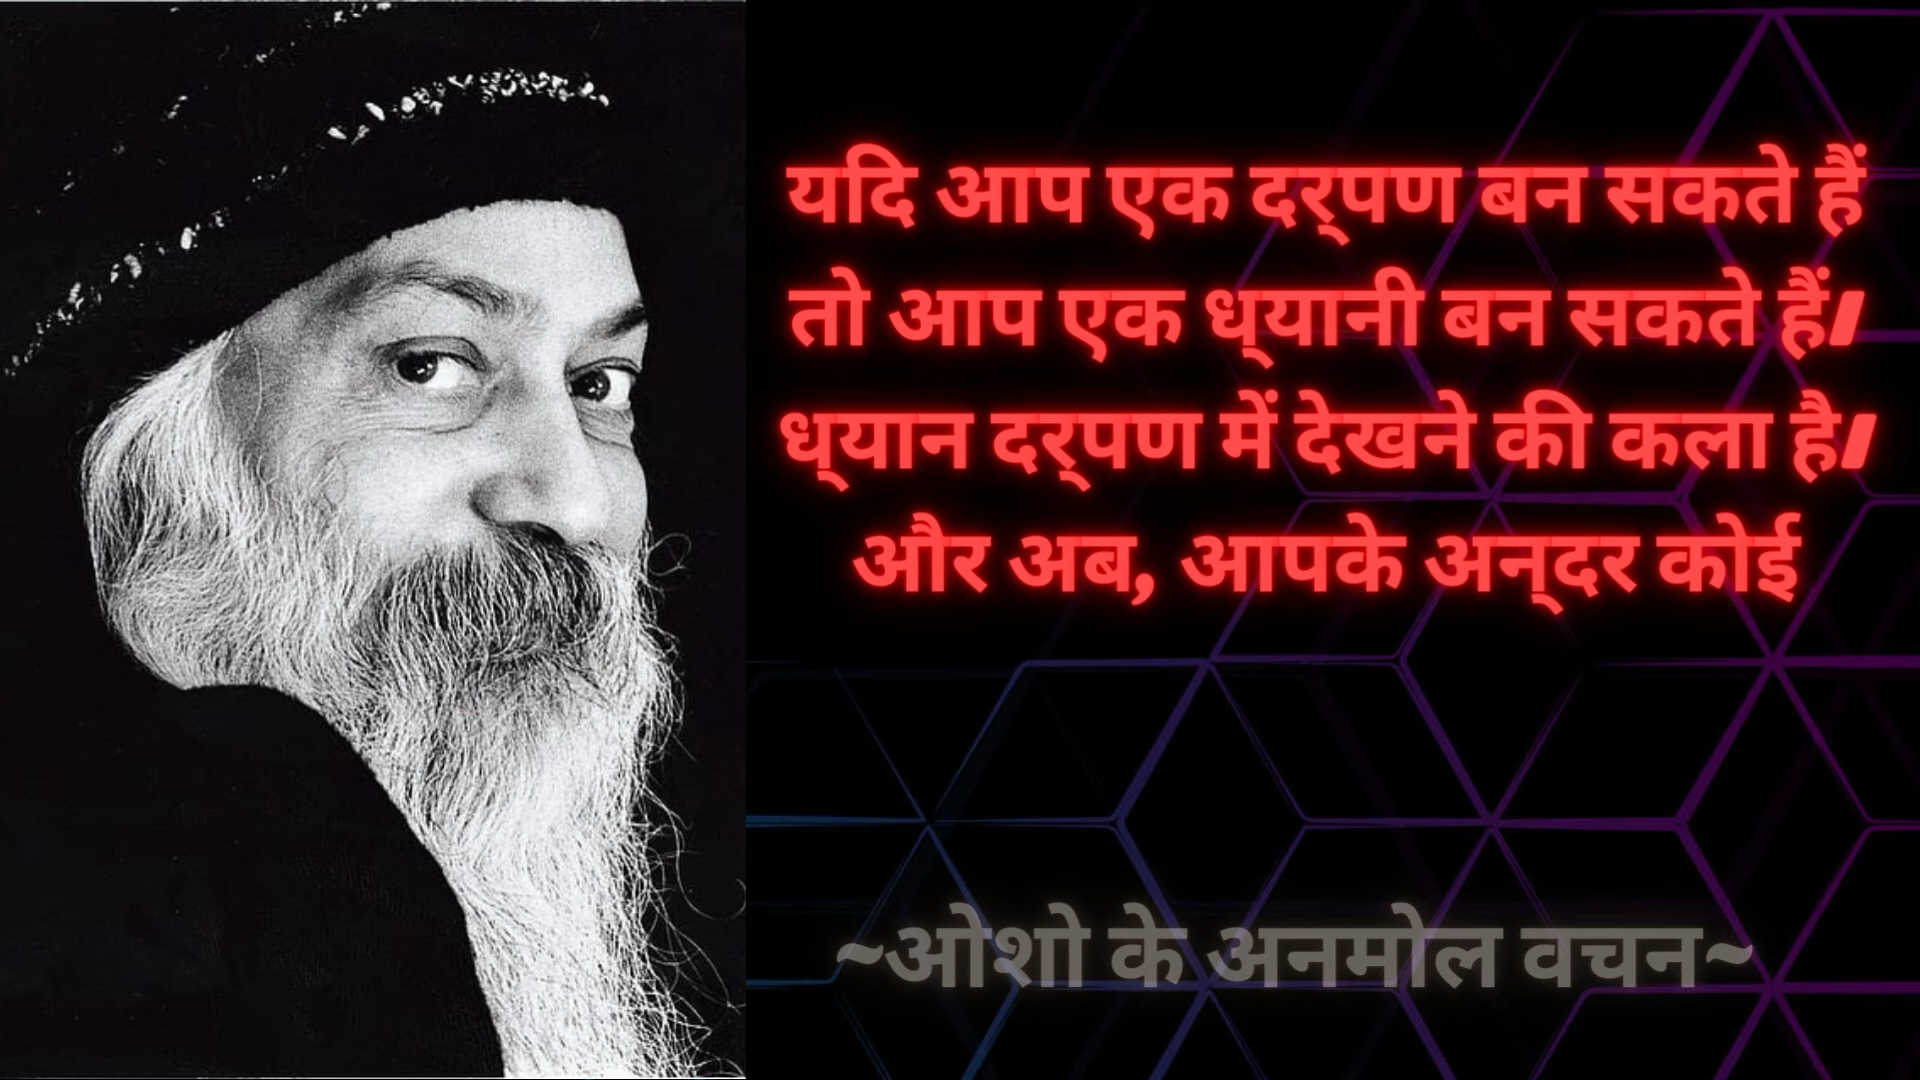 यदि आप एक दर्पण बन सकते हैं
तो आप एक ध्यानी बन सकते हैं।
ध्यान दर्पण में देखने की कला है।
और अब, आपके अन्दर कोई
~ओशो के अनमोल वचन~